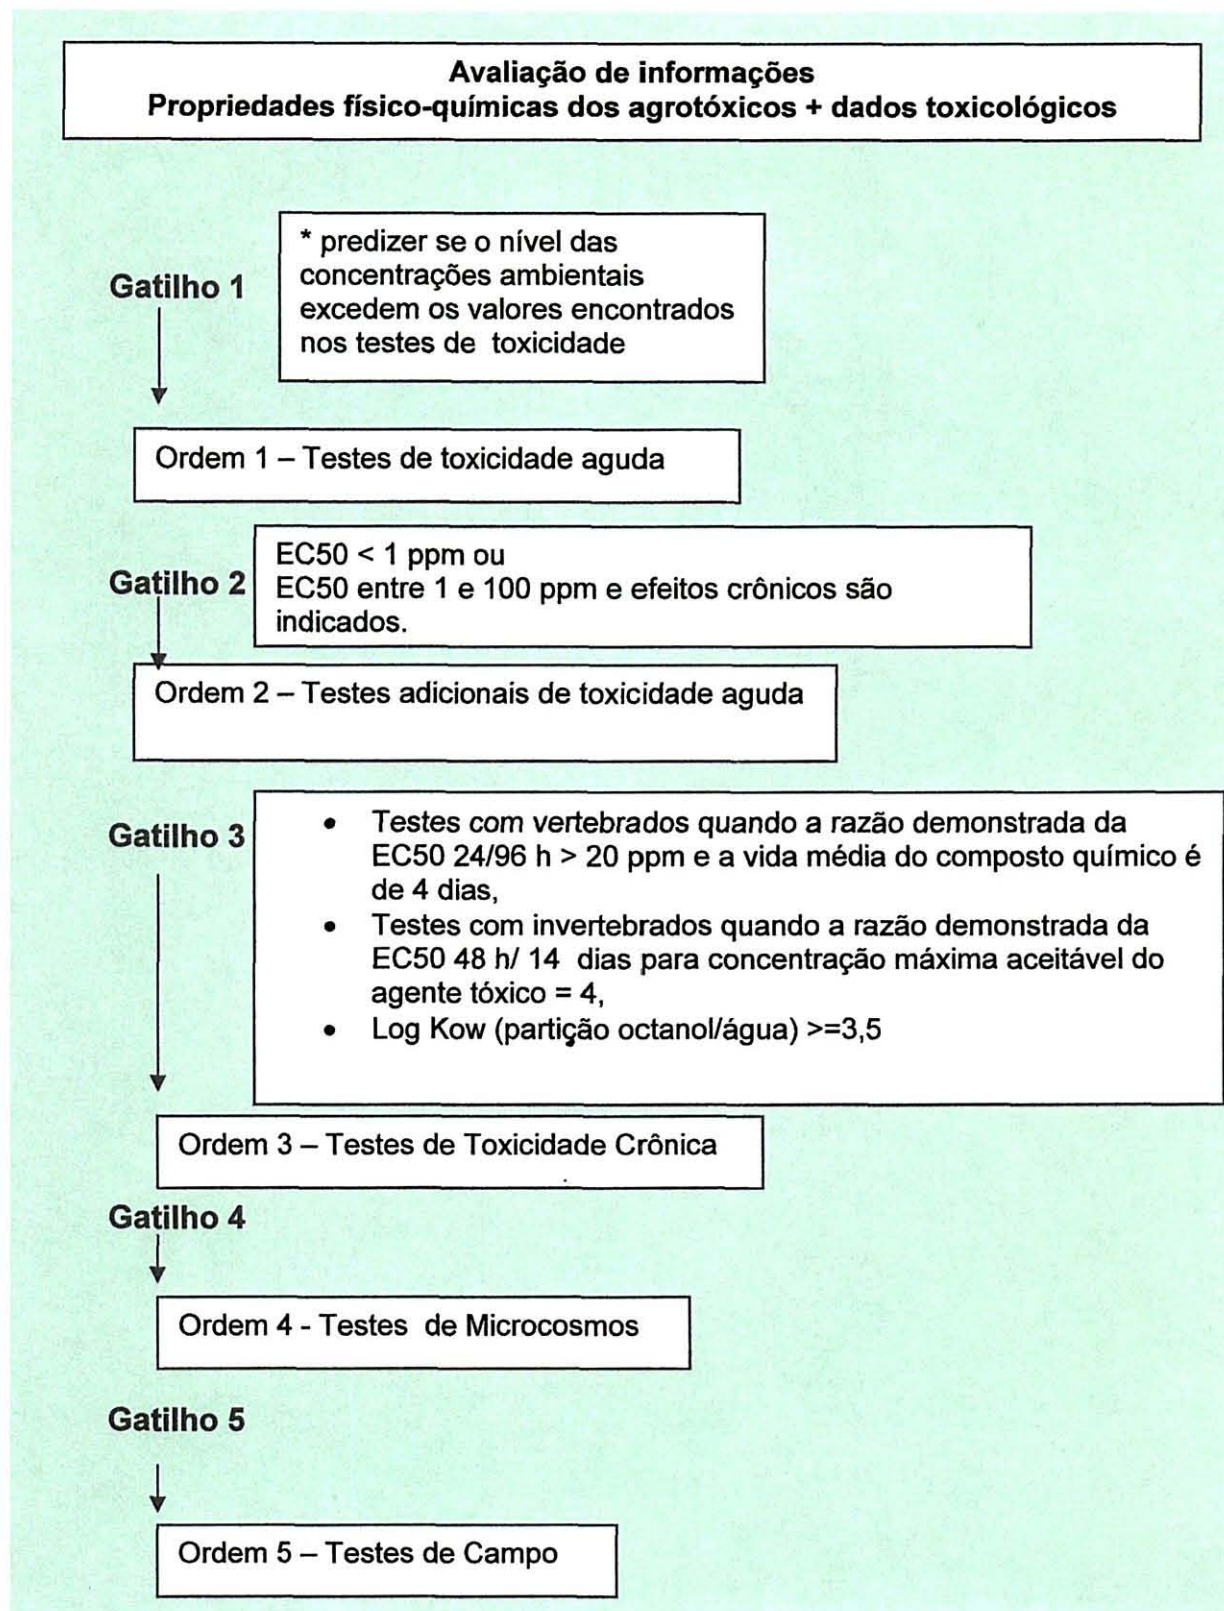 Avaliação de informações
Propriedades físico-químicas dos agrotóxicos + dados toxicológicos
Gatilho 1
* predizer se o nível das
concentrações ambientais
excedem os valores encontrados
nos testes de toxicidade
Ordem 1 – Testes de toxicidade aguda
Gatilho 2
EC50 < 1 ppm ou
EC50 entre 1 e 100 ppm e efeitos crônicos são
indicados.
Ordem 2 – Testes adicionais de toxicidade aguda
Gatilho 3
• Testes com vertebrados quando a razão demonstrada da
EC50 24/96 h > 20 ppm e a vida média do composto químico é
de 4 dias,
• Testes com invertebrados quando a razão demonstrada da
EC50 48 h/ 14 dias para concentração máxima aceitável do
agente tóxico = 4,
• Log Kow (partição octanol/água) >=3,5
Ordem 3 – Testes de Toxicidade Crônica
Gatilho 4
Ordem 4 - Testes de Microcosmos
Gatilho 5
Ordem 5 – Testes de Campo